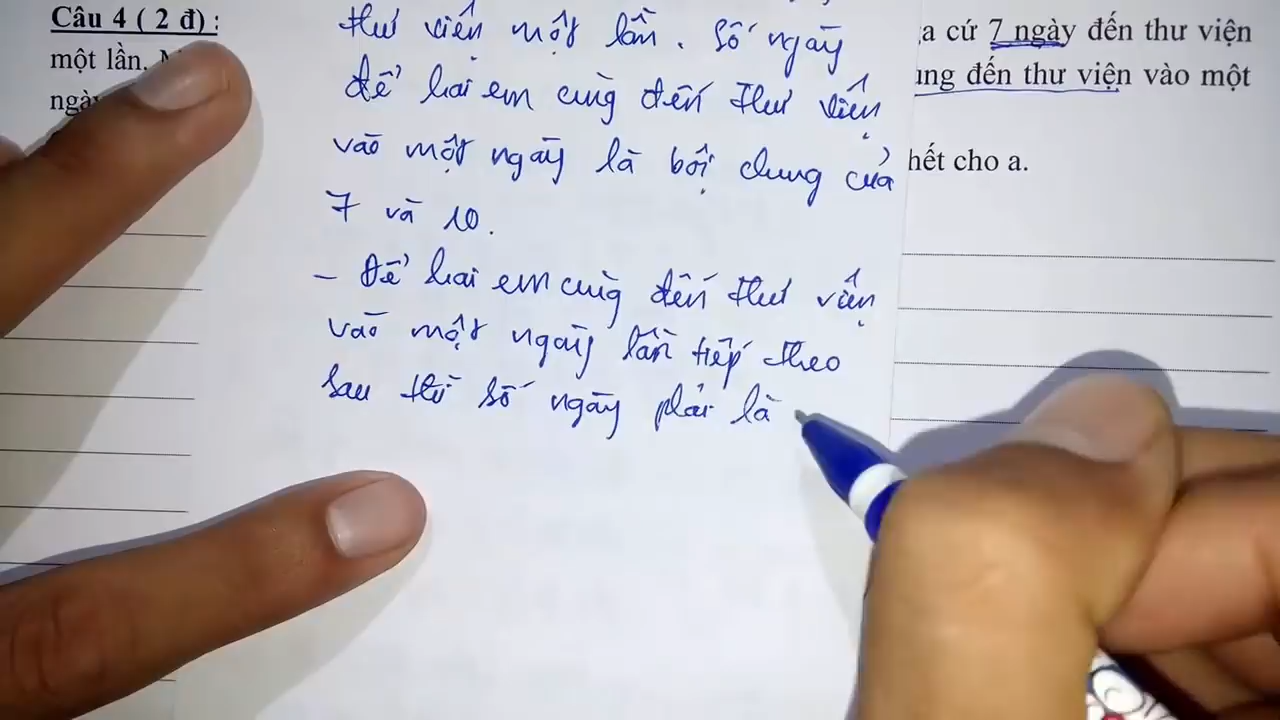 Câu 4 ( 2 đ) :
một lần.
ngày
a cứ 7 ngày đến thư viện
ung đến thư viện vào một
hết cho a.
thư viện một lần. Số ngày
để hai em cùng đến thư viện
vào một ngày là bội chung của
7 và 10.
- Để hai em cùng đến thư viện
vào một ngày lần tiếp theo
sau thì số ngày phải là